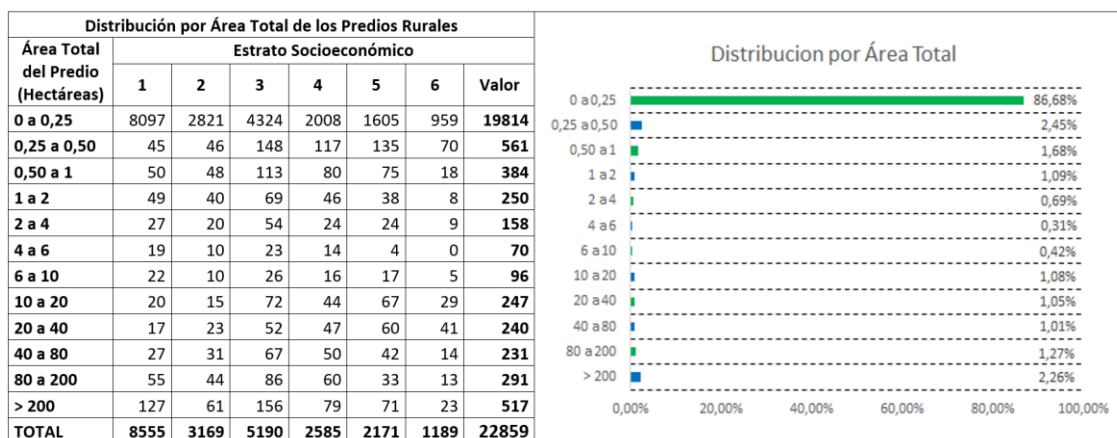 Distribución por Área Total de los Predios Rurales
Área Total del Predio (Hectáreas) Estrato Socioeconómico
1 2 3 4 5 6 Valor
0 a 0,25 8097 2821 4324 2008 1605 959 19814
0,25 a 0,50 45 46 148 117 135 70 561
0,50 a 1 50 48 113 80 75 18 384
1 a 2 49 40 69 46 38 8 250
2 a 4 27 20 54 24 24 9 158
4 a 6 19 10 23 14 4 0 70
6 a 10 22 10 26 16 17 5 96
10 a 20 20 15 72 44 67 29 247
20 a 40 17 23 52 47 60 41 240
40 a 80 27 31 67 50 42 14 231
80 a 200 55 44 86 60 33 13 291
> 200 127 61 156 79 71 23 517
TOTAL 8555 3169 5190 2585 2171 1189 22859
Distribucion por Área Total
0 a 0,25 86,68%
0,25 a 0,50 2,45%
0,50 a 1 1,68%
1 a 2 1,09%
2 a 4 0,69%
4 a 6 0,31%
6 a 10 0,42%
10 a 20 1,08%
20 a 40 1,05%
40 a 80 1,01%
80 a 200 1,27%
> 200 2,26%
0,00% 20,00% 40,00% 60,00% 80,00% 100,00%